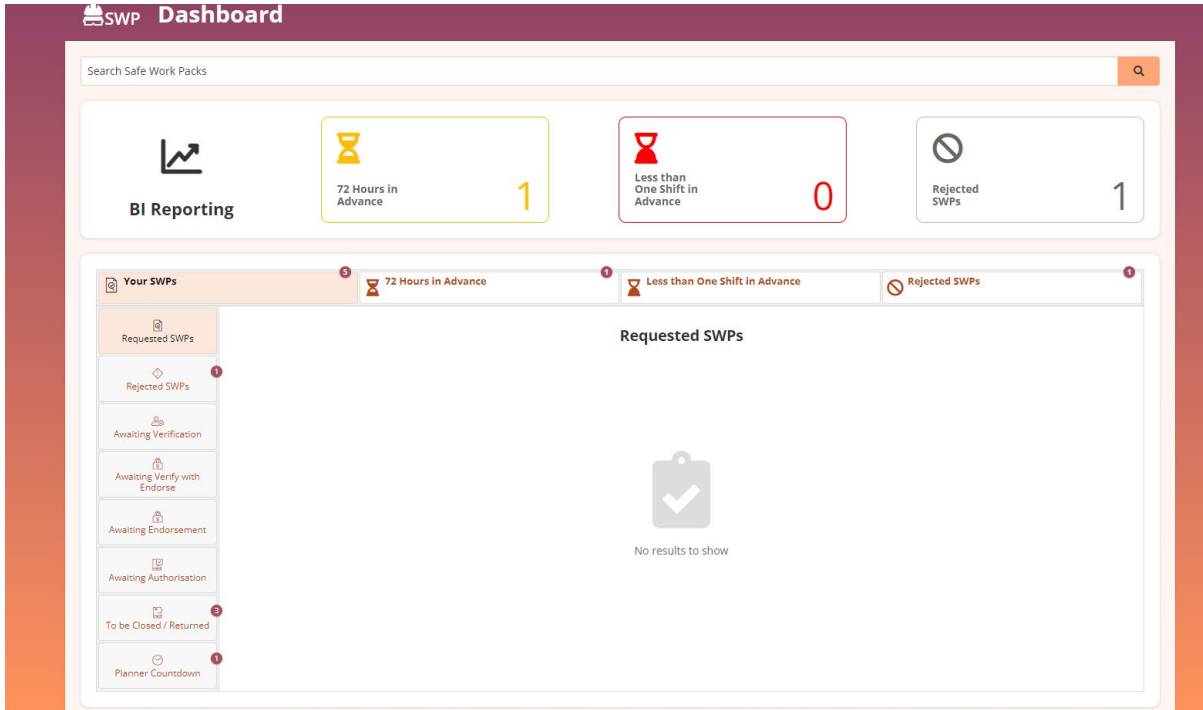 SWP Dashboard
Search Safe Work Packs
BI Reporting
72 Hours in
Advance
1
Less than
One Shift in
Advance
0
Rejected
SWPs
1
Your SWPs
5
72 Hours in Advance
1
Less than One Shift in Advance
Rejected SWPs
1
Requested SWPs
Rejected SWPs
1
Awaiting Verification
Awaiting Verify with
Endorse
Awaiting Endorsement
Awaiting Authorisation
To be Closed / Returned
3
Planner Countdown
1
Requested SWPs
No results to show